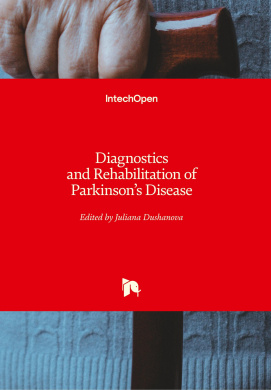 IntechOpen
Diagnostics
and Rehabilitation of
Parkinson's Disease
Edited by Juliana Dushanova